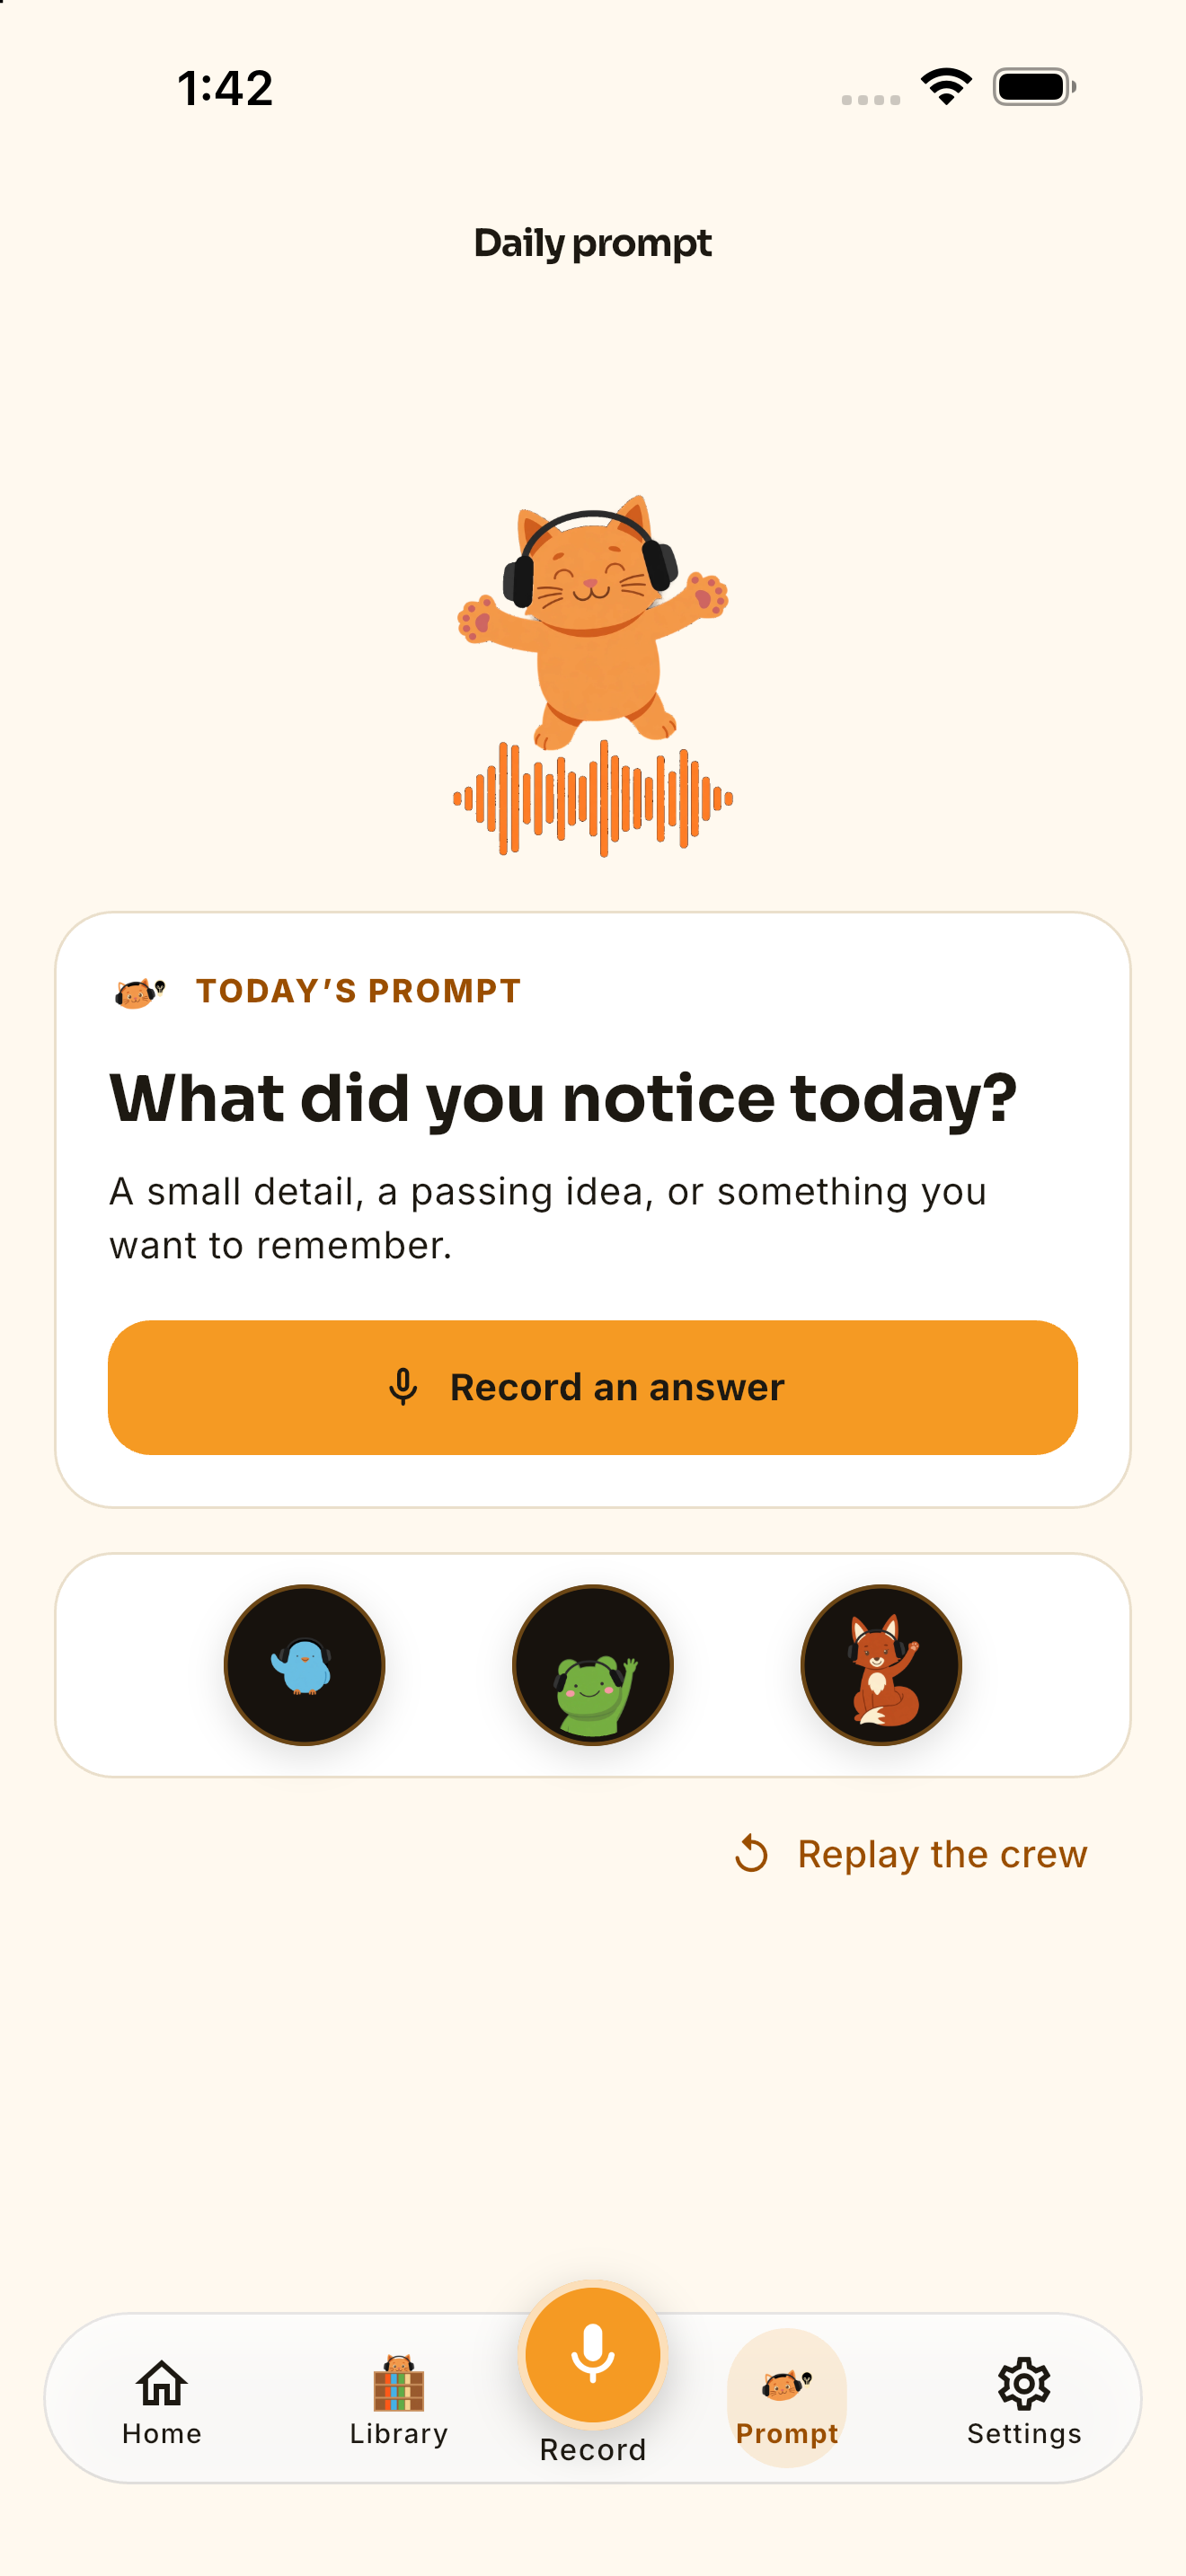 1:42
Daily prompt
TODAY’S PROMPT
What did you notice today?
A small detail, a passing idea, or something you
want to remember.
Record an answer
Replay the crew
Home
Library
Record
Prompt
Settings